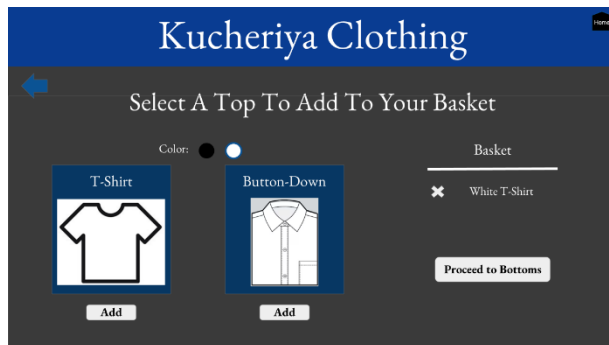 Kucheriya Clothing
Home
Select A Top To Add To Your Basket
Color:
T-Shirt
Button-Down
Add
Add
Basket
White T-Shirt
Proceed to Bottoms